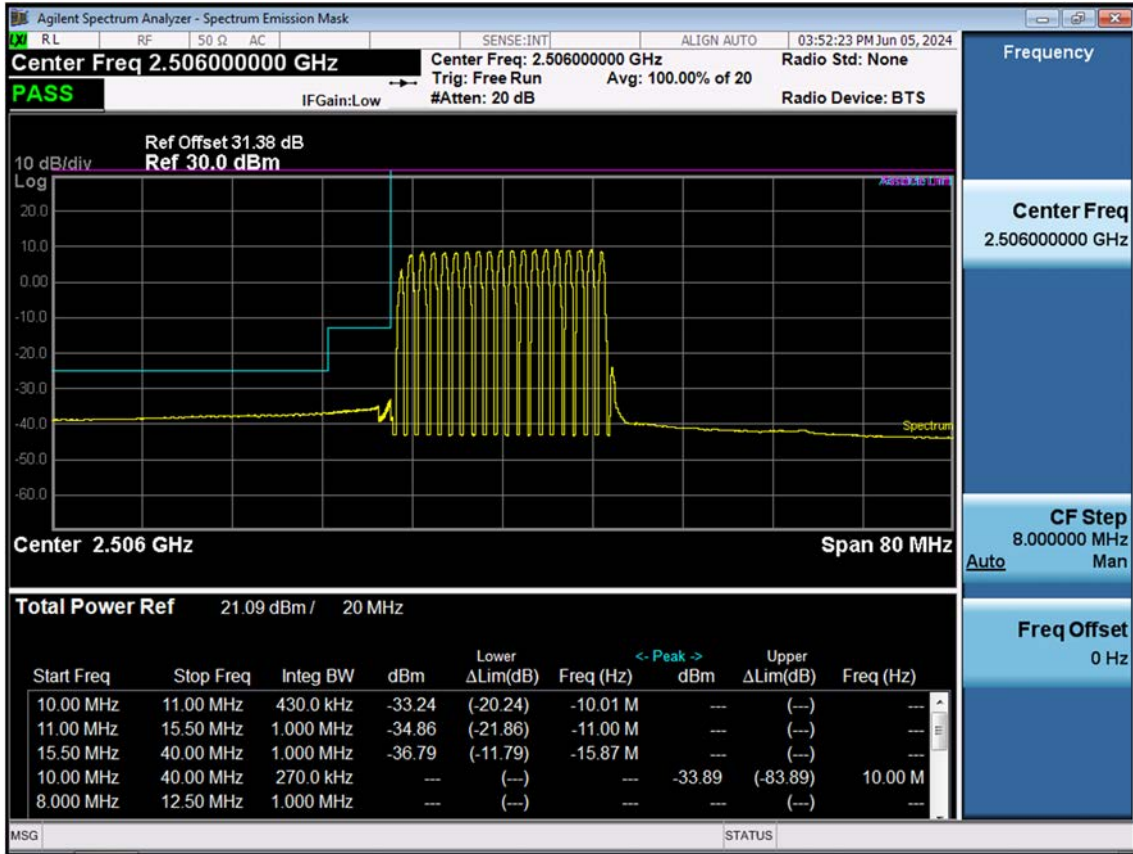 Agilent Spectrum Analyzer - Spectrum Emission Mask
LXI RL RF 50 Ω AC SENSE:INT ALIGN AUTO 03:52:23 PM Jun 05, 2024
Center Freq 2.506000000 GHz
PASS
IFGain:Low
Center Freq: 2.506000000 GHz
Trig: Free Run Avg: 100.00% of 20
#Atten: 20 dB
Radio Std: None
Radio Device: BTS
Ref Offset 31.38 dB
10 dB/div Ref 30.0 dBm
Log
Absolute Limit
20.0
10.0
0.00
-10.0
-20.0
-30.0
-40.0
Spectrum
-50.0
-60.0
Center 2.506 GHz Span 80 MHz
Total Power Ref 21.09 dBm / 20 MHz
Lower <- Peak -> Upper
Start Freq Stop Freq Integ BW dBm ΔLim(dB) Freq (Hz) dBm ΔLim(dB) Freq (Hz)
10.00 MHz 11.00 MHz 430.0 kHz -33.24 (-20.24) -10.01 M --- (---) ---
11.00 MHz 15.50 MHz 1.000 MHz -34.86 (-21.86) -11.00 M --- (---) ---
15.50 MHz 40.00 MHz 1.000 MHz -36.79 (-11.79) -15.87 M --- (---) ---
10.00 MHz 40.00 MHz 270.0 kHz --- (---) --- -33.89 (-83.89) 10.00 M
8.000 MHz 12.50 MHz 1.000 MHz --- (---) --- --- (---) ---
MSG STATUS
Frequency
Center Freq
2.506000000 GHz
CF Step
8.000000 MHz
Auto Man
Freq Offset
0 Hz